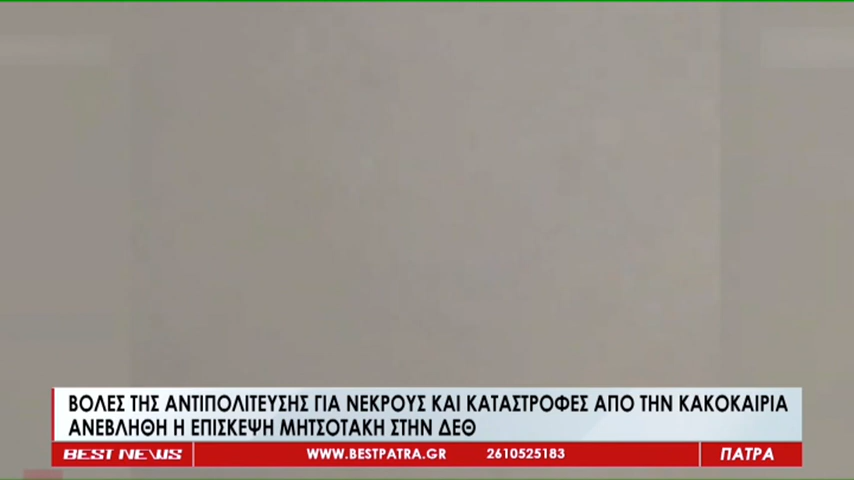 ΒΟΛΕΣ ΤΗΣ ΑΝΤΙΠΟΛΙΤΕΥΣΗΣ ΓΙΑ ΝΕΚΡΟΥΣ ΚΑΙ ΚΑΤΑΣΤΡΟΦΕΣ ΑΠΟ ΤΗΝ ΚΑΚΟΚΑΙΡΙΑ
ΑΝΕΒΛΗΘΗ Η ΕΠΙΣΚΕΨΗ ΜΗΤΣΟΤΑΚΗ ΣΤΗΝ ΔΕΘ
BEST NEWS WWW.BESTPATRA.GR 2610525183 ΠΑΤΡΑ